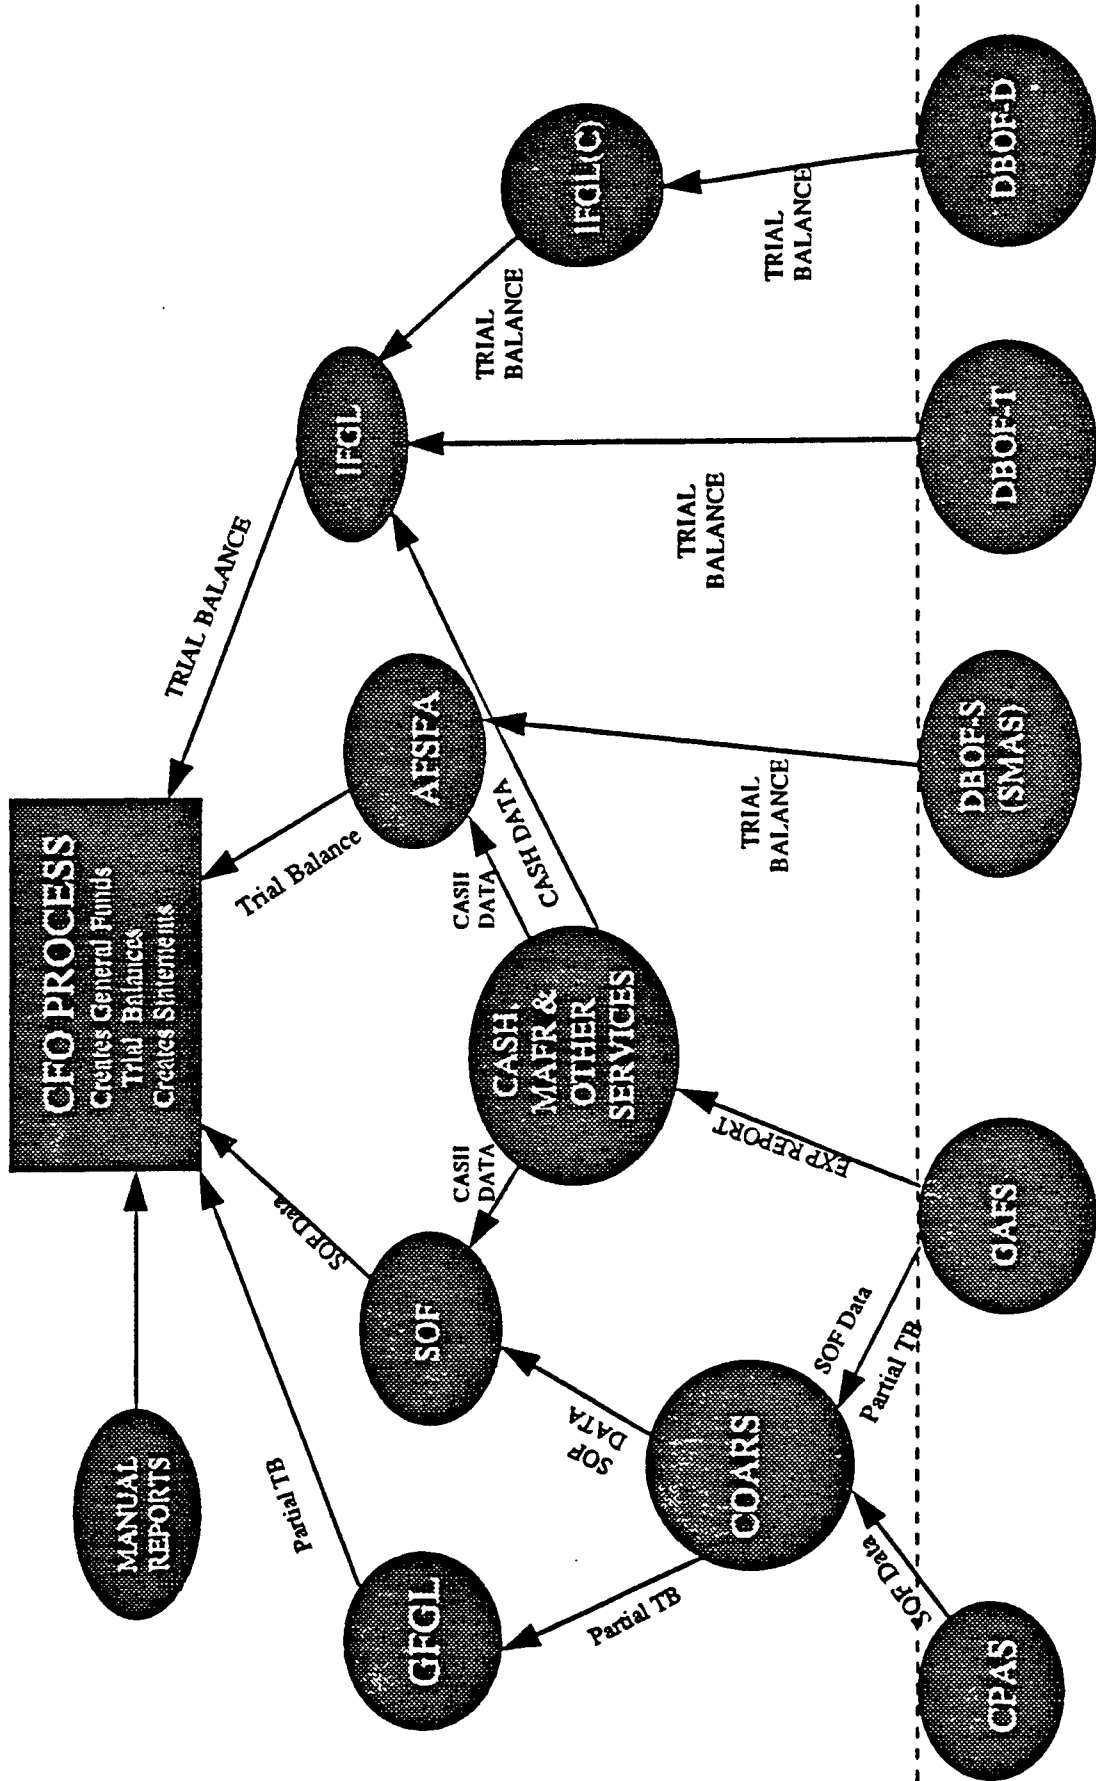 CFO PROCESS
Creates General Funds
Trial Balances
Creates Statements
MANUAL
REPORTS
TRIAL BALANCE
Partial TB
SOF Data
Trial Balance
IFGL
GFGL
SOF
AFSFA
CASH
DATA
CASH
DATA
CASH DATA
TRIAL
BALANCE
CASH,
MAFR &
OTHER
SERVICES
IFGL(C)
Partial TB
SOF
DATA
EXP REPORT
TRIAL
BALANCE
TRIAL
BALANCE
TRIAL
BALANCE
COARS
SOF Data
Partial TB
SOF Data
CPAS
GAFS
DBOF-S
(SMAS)
DBOF-T
DBOF-D